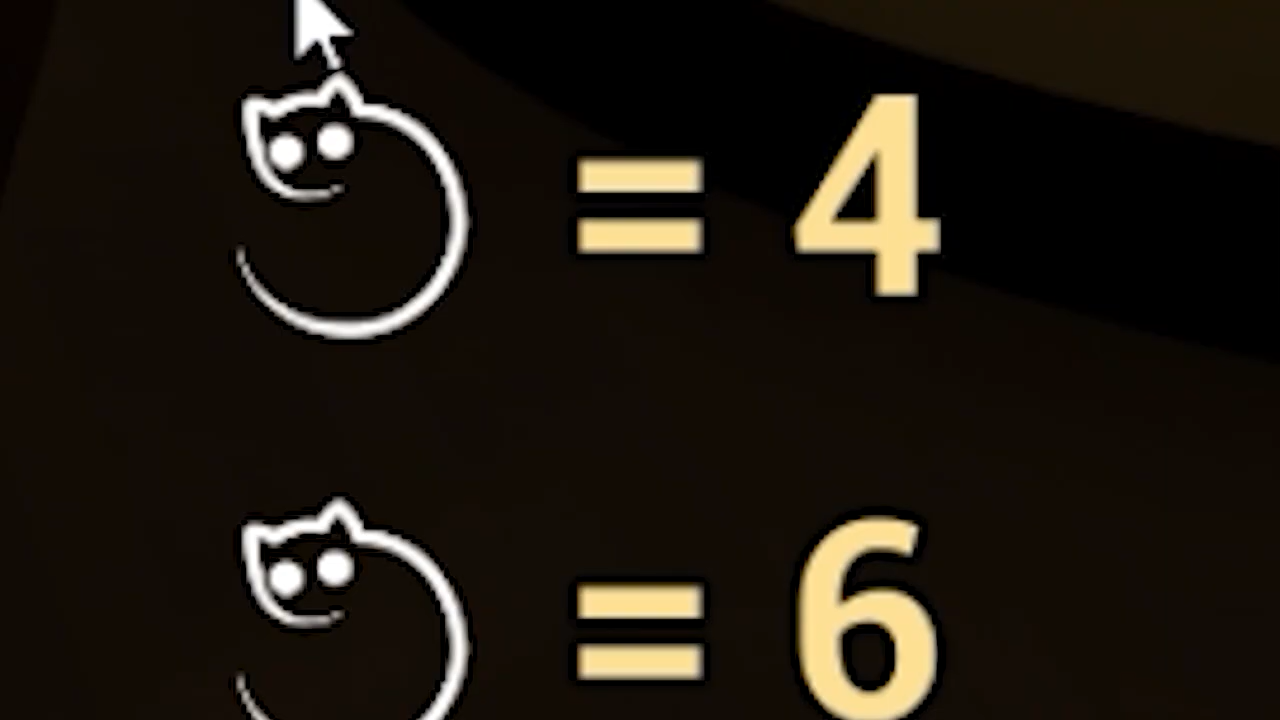 = 4
= 6